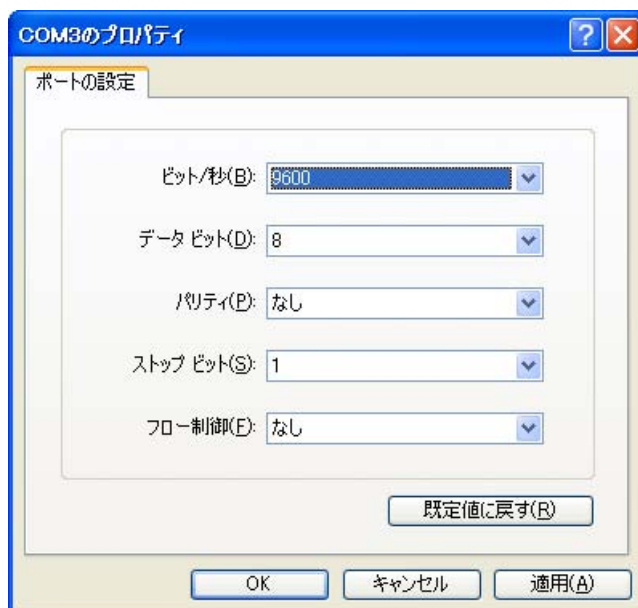 COM3のプロパティ
ポートの設定
ビット/秒(B): 9600
データ ビット(D): 8
パリティ(P): なし
ストップ ビット(S): 1
フロー制御(F): なし
既定値に戻す(R)
OK キャンセル 適用(A)